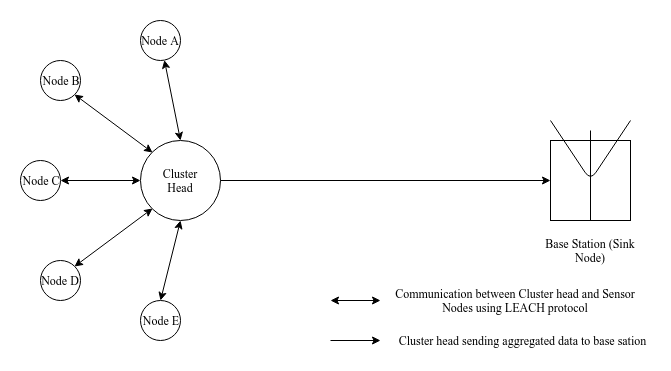 Node A
Node B
Cluster
Head
Node C
Node D
Node E
Base Station (Sink
Node)
Communication between Cluster head and Sensor
Nodes using LEACH protocol
Cluster head sending aggregated data to base sation